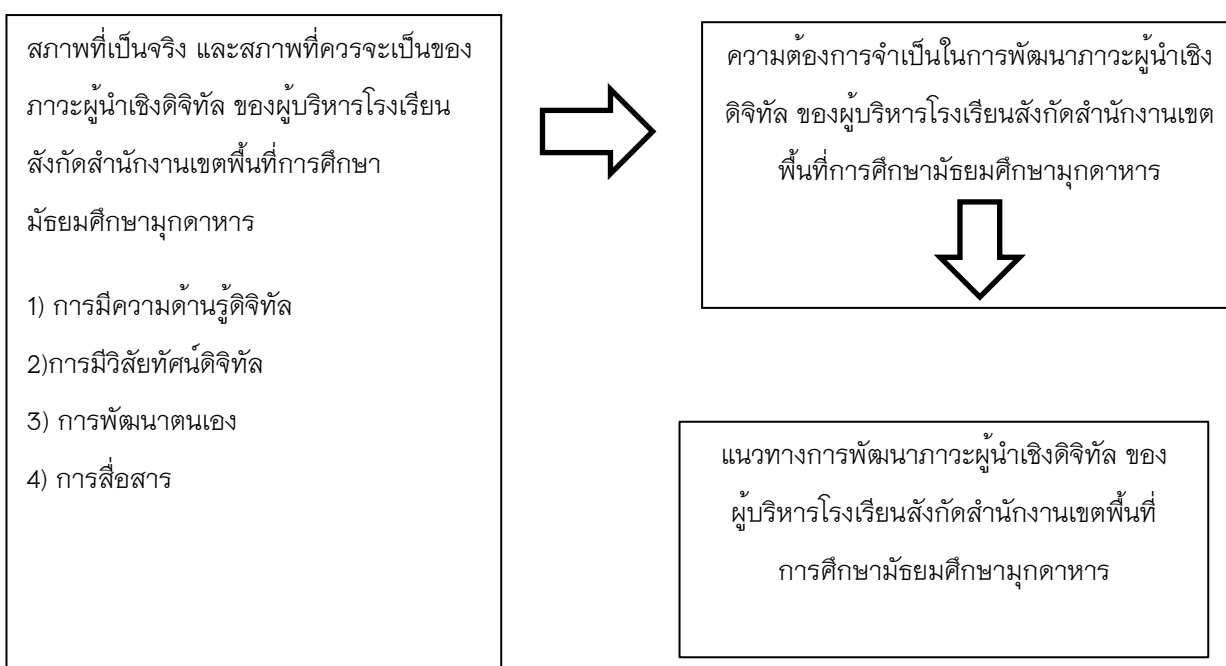 สภาพที่เป็นจริง และสภาพที่ควรจะเป็นของ
ภาวะผู้นำเชิงดิจิทัล ของผู้บริหารโรงเรียน
สังกัดสำนักงานเขตพื้นที่การศึกษา
มัธยมศึกษามุกดาหาร
1) การมีความด้านรู้ดิจิทัล
2)การมีวิสัยทัศน์ดิจิทัล
3) การพัฒนาตนเอง
4) การสื่อสาร
ความต้องการจำเป็นในการพัฒนาภาวะผู้นำเชิง
ดิจิทัล ของผู้บริหารโรงเรียนสังกัดสำนักงานเขต
พื้นที่การศึกษามัธยมศึกษามุกดาหาร
แนวทางการพัฒนาภาวะผู้นำเชิงดิจิทัล ของ
ผู้บริหารโรงเรียนสังกัดสำนักงานเขตพื้นที่
การศึกษามัธยมศึกษามุกดาหาร